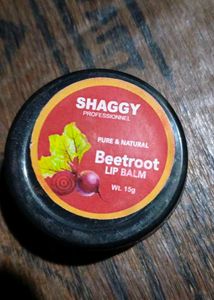 SHAGGY
PROFESSIONNEL
PURE & NATURAL
Beetroot
LIP BALM
Wt. 15g